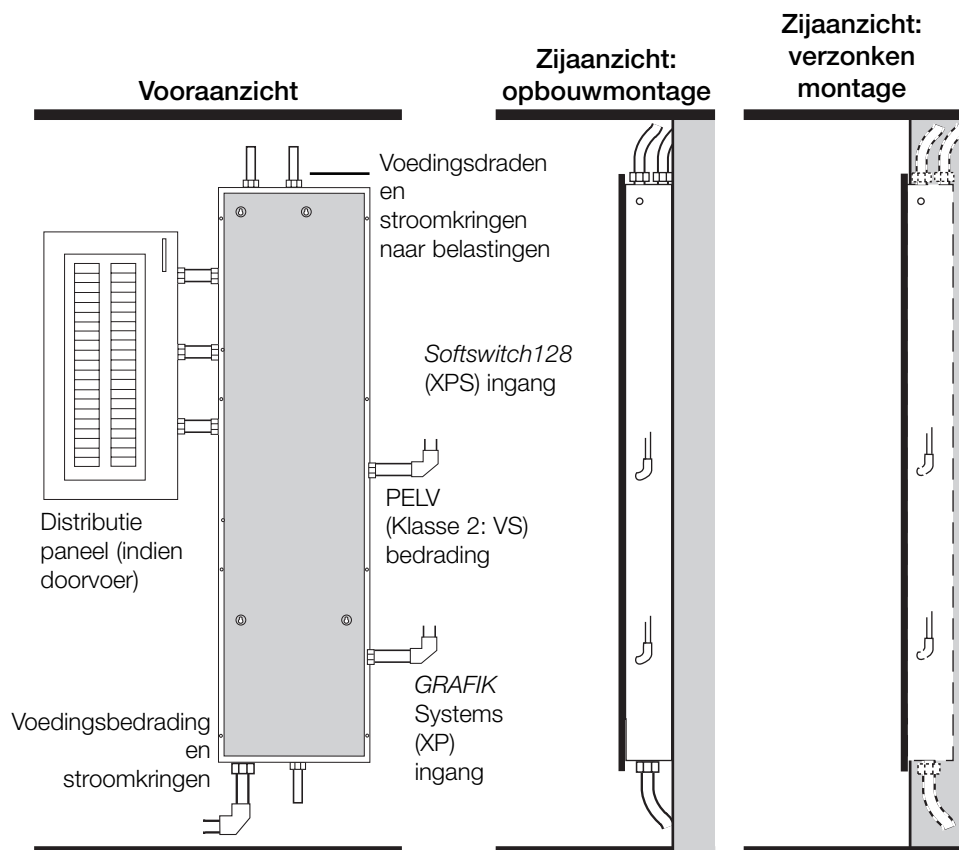 Vooraanzicht
Zijaanzicht:
opbouwmontage
Zijaanzicht:
verzonken
montage
Voedingsdraden
en
stroomkringen
naar belastingen
Softswitch128
(XPS) ingang
PELV
(Klasse 2: VS)
bedrading
Distributie
paneel (indien
doorvoer)
GRAFIK
Systems
(XP)
ingang
Voedingsbedrading
en
stroomkringen